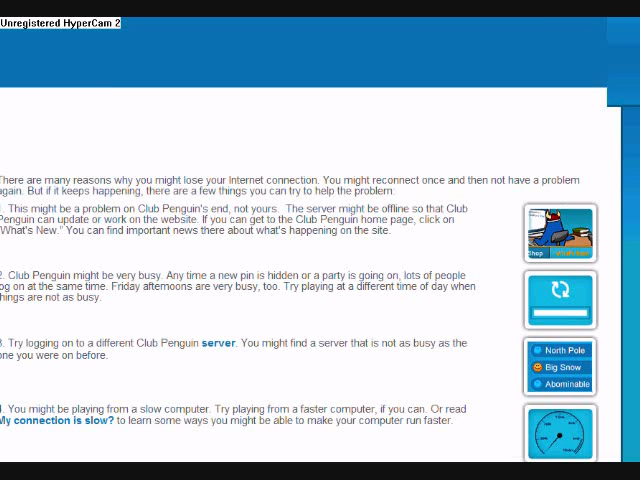 Unregistered HyperCam 2
There are many reasons why you might lose your Internet connection. You might reconnect once and then not have a problem
again. But if it keeps happening, there are a few things you can try to help the problem:
1. This might be a problem on Club Penguin's end, not yours. The server might be offline so that Club
Penguin can update or work on the website. If you can get to the Club Penguin home page, click on
"What's New." You can find important news there about what's happening on the site.
Shop
2. Club Penguin might be very busy. Any time a new pin is hidden or a party is going on, lots of people
log on at the same time. Friday afternoons are very busy, too. Try playing at a different time of day when
things are not as busy.
3. Try logging on to a different Club Penguin server. You might find a server that is not as busy as the
one you were on before.
North Pole
Big Snow
Abominable
4. You might be playing from a slow computer. Try playing from a faster computer, if you can. Or read
My connection is slow? to learn some ways you might be able to make your computer run faster.